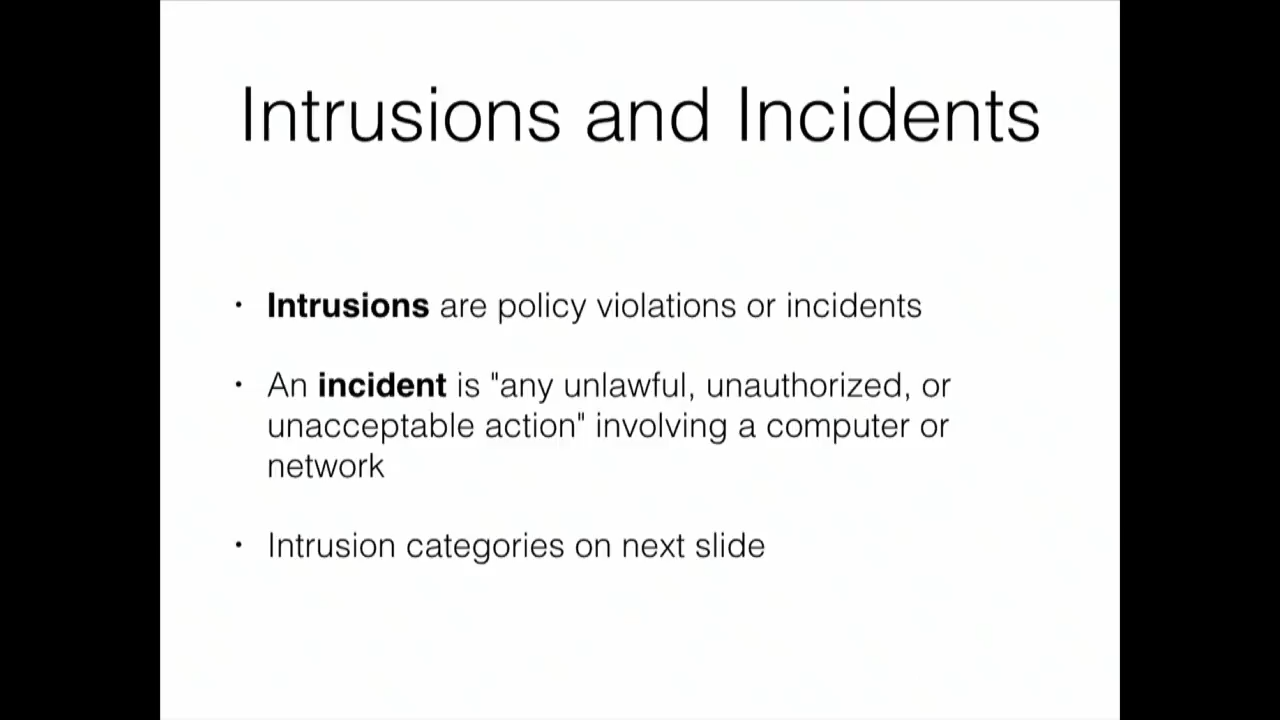 Intrusions and Incidents
• Intrusions are policy violations or incidents
• An incident is "any unlawful, unauthorized, or
unacceptable action" involving a computer or
network
• Intrusion categories on next slide